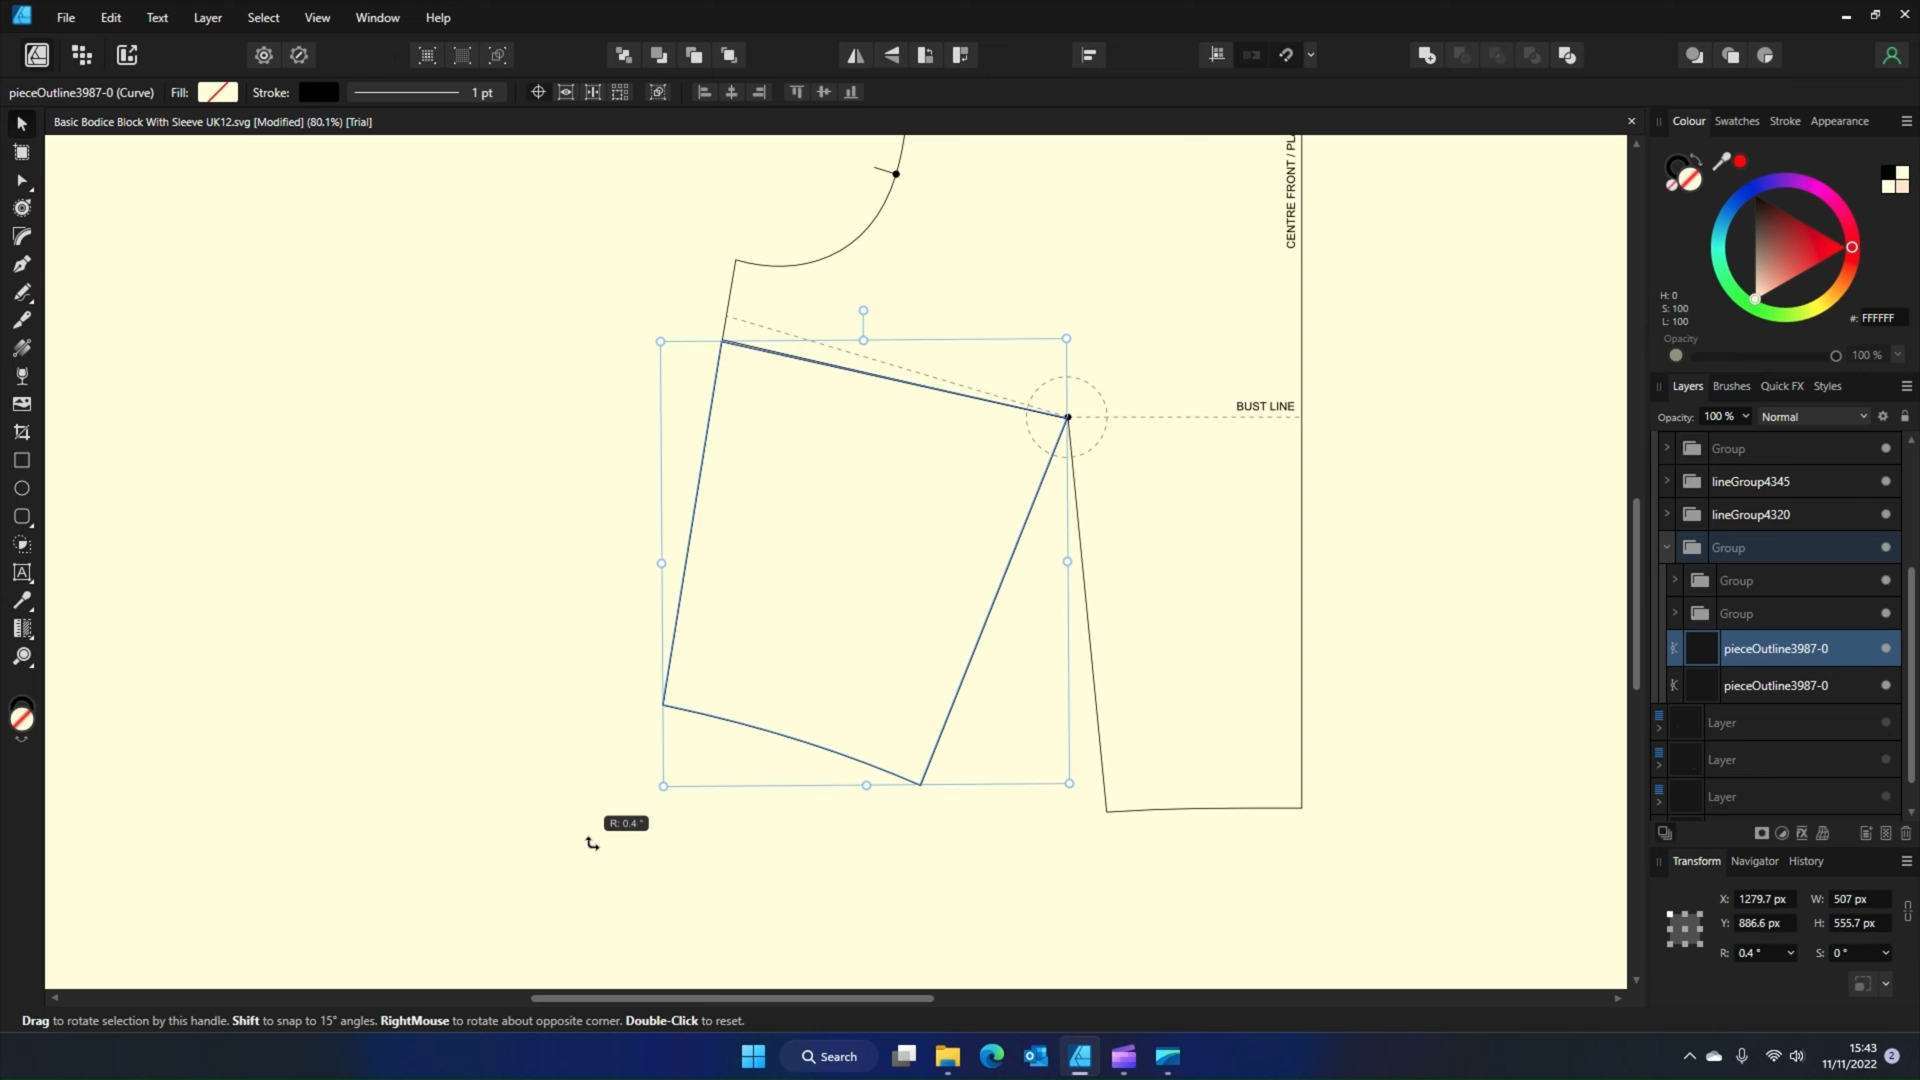 File Edit Text Layer Select View Window Help
pieceOutline3987-0 (Curve) Fill: Stroke: 1 pt
Basic Bodice Block With Sleeve UK12.svg [Modified] (80.1%) [Trial]
CENTRE FRONT / PL
BUST LINE
R: 0.4 °
Colour Swatches Stroke Appearance
H: 0
S: 100
L: 100
#: FFFFFF
Opacity
100 %
Layers Brushes Quick FX Styles
Opacity: 100 % Normal
Group
lineGroup4345
lineGroup4320
Group
Group
Group
pieceOutline3987-0
pieceOutline3987-0
Layer
Layer
Layer
Transform Navigator History
X: 1279.7 px W: 507 px
Y: 886.6 px H: 555.7 px
R: 0.4 ° S: 0 °
Drag to rotate selection by this handle. Shift to snap to 15° angles. RightMouse to rotate about opposite corner. Double-Click to reset.
Search
15:43
11/11/2022
2